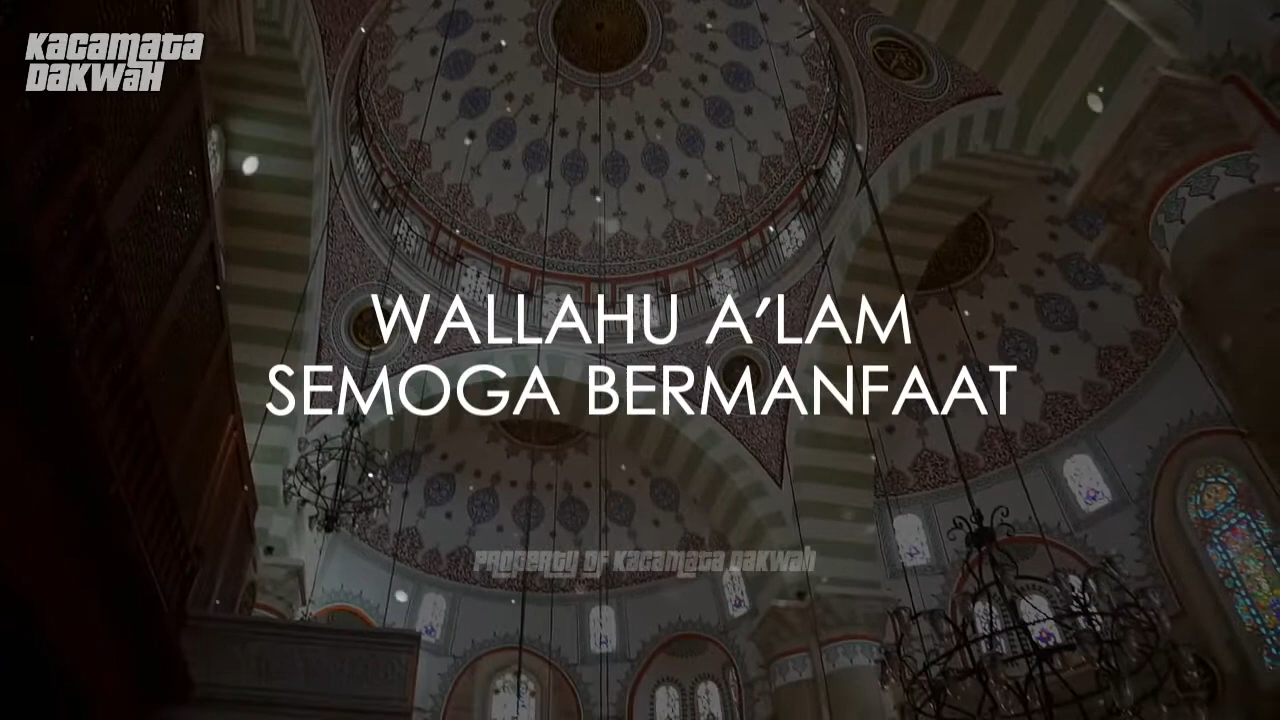 KACAMATA
DAKWAH
WALLAHU A'LAM
SEMOGA BERMANFAAT
PROPERTY OF KACAMATA DAKWAH